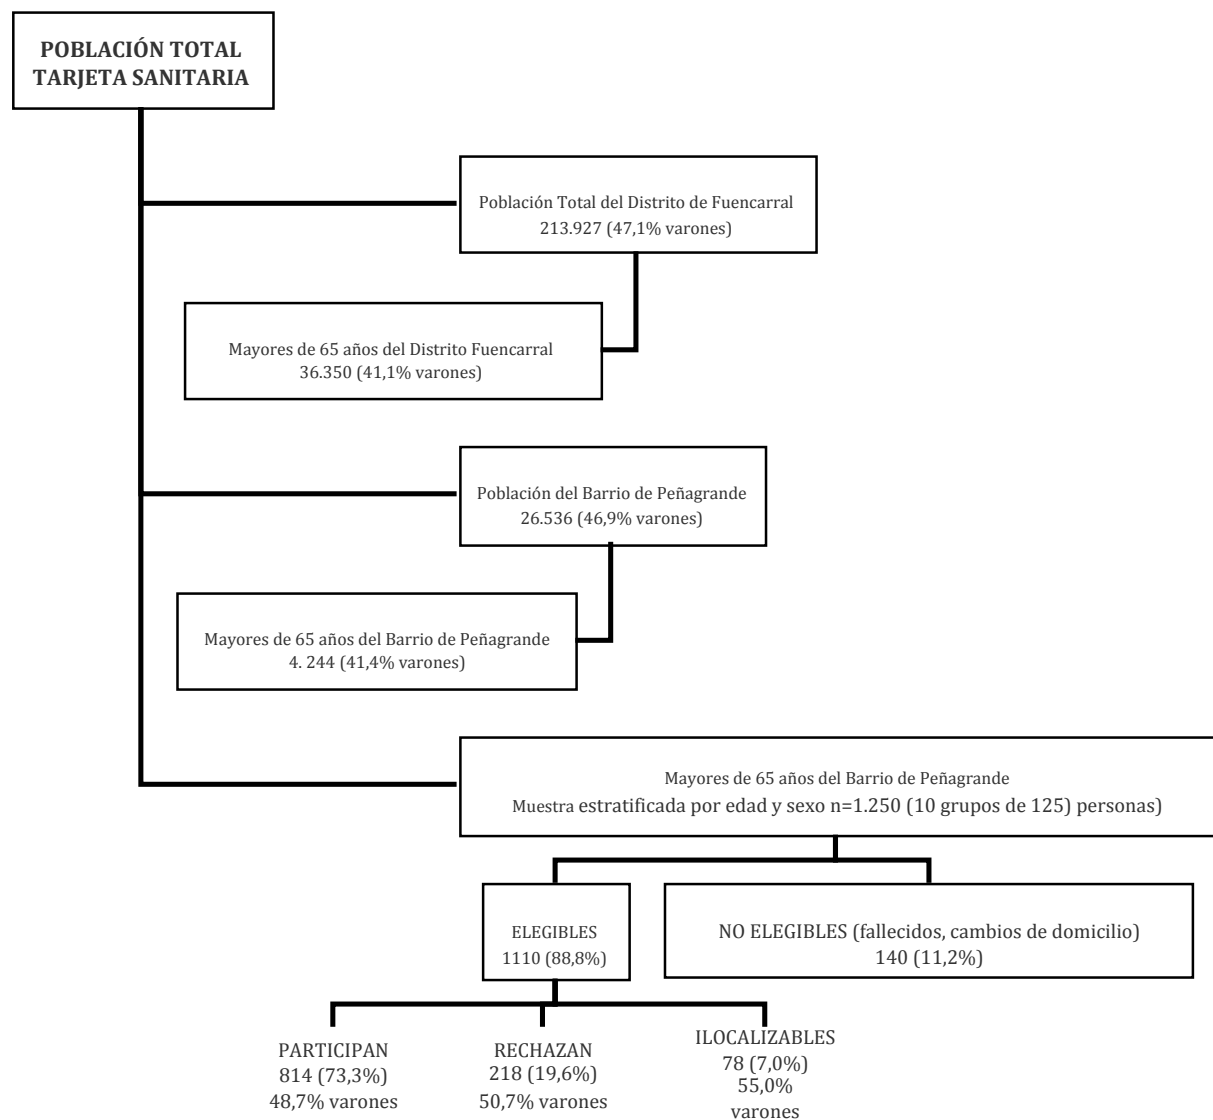 POBLACIÓN TOTAL
TARJETA SANITARIA
Población Total del Distrito de Fuencarral
213.927 (47,1% varones)
Mayores de 65 años del Distrito Fuencarral
36.350 (41,1% varones)
Población del Barrio de Peñagrande
26.536 (46,9% varones)
Mayores de 65 años del Barrio de Peñagrande
4. 244 (41,4% varones)
Mayores de 65 años del Barrio de Peñagrande
Muestra estratificada por edad y sexo n=1.250 (10 grupos de 125) personas)
ELEGIBLES
1110 (88,8%)
NO ELEGIBLES (fallecidos, cambios de domicilio)
140 (11,2%)
PARTICIPAN
814 (73,3%)
48,7% varones
RECHAZAN
218 (19,6%)
50,7% varones
ILOCALIZABLES
78 (7,0%)
55,0%
varones